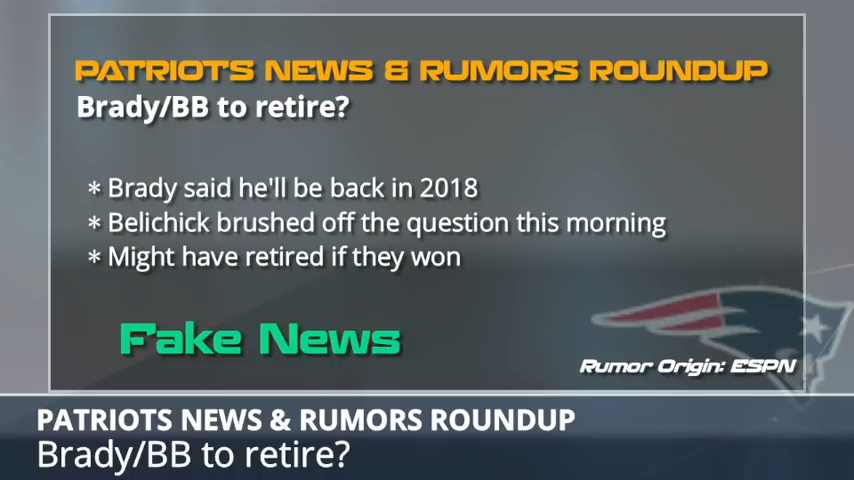 PATRIOTS NEWS & RUMORS ROUNDUP
Brady/BB to retire?
* Brady said he'll be back in 2018
* Belichick brushed off the question this morning
* Might have retired if they won
Fake News
Rumor Origin: ESPN
PATRIOTS NEWS & RUMORS ROUNDUP
Brady/BB to retire?